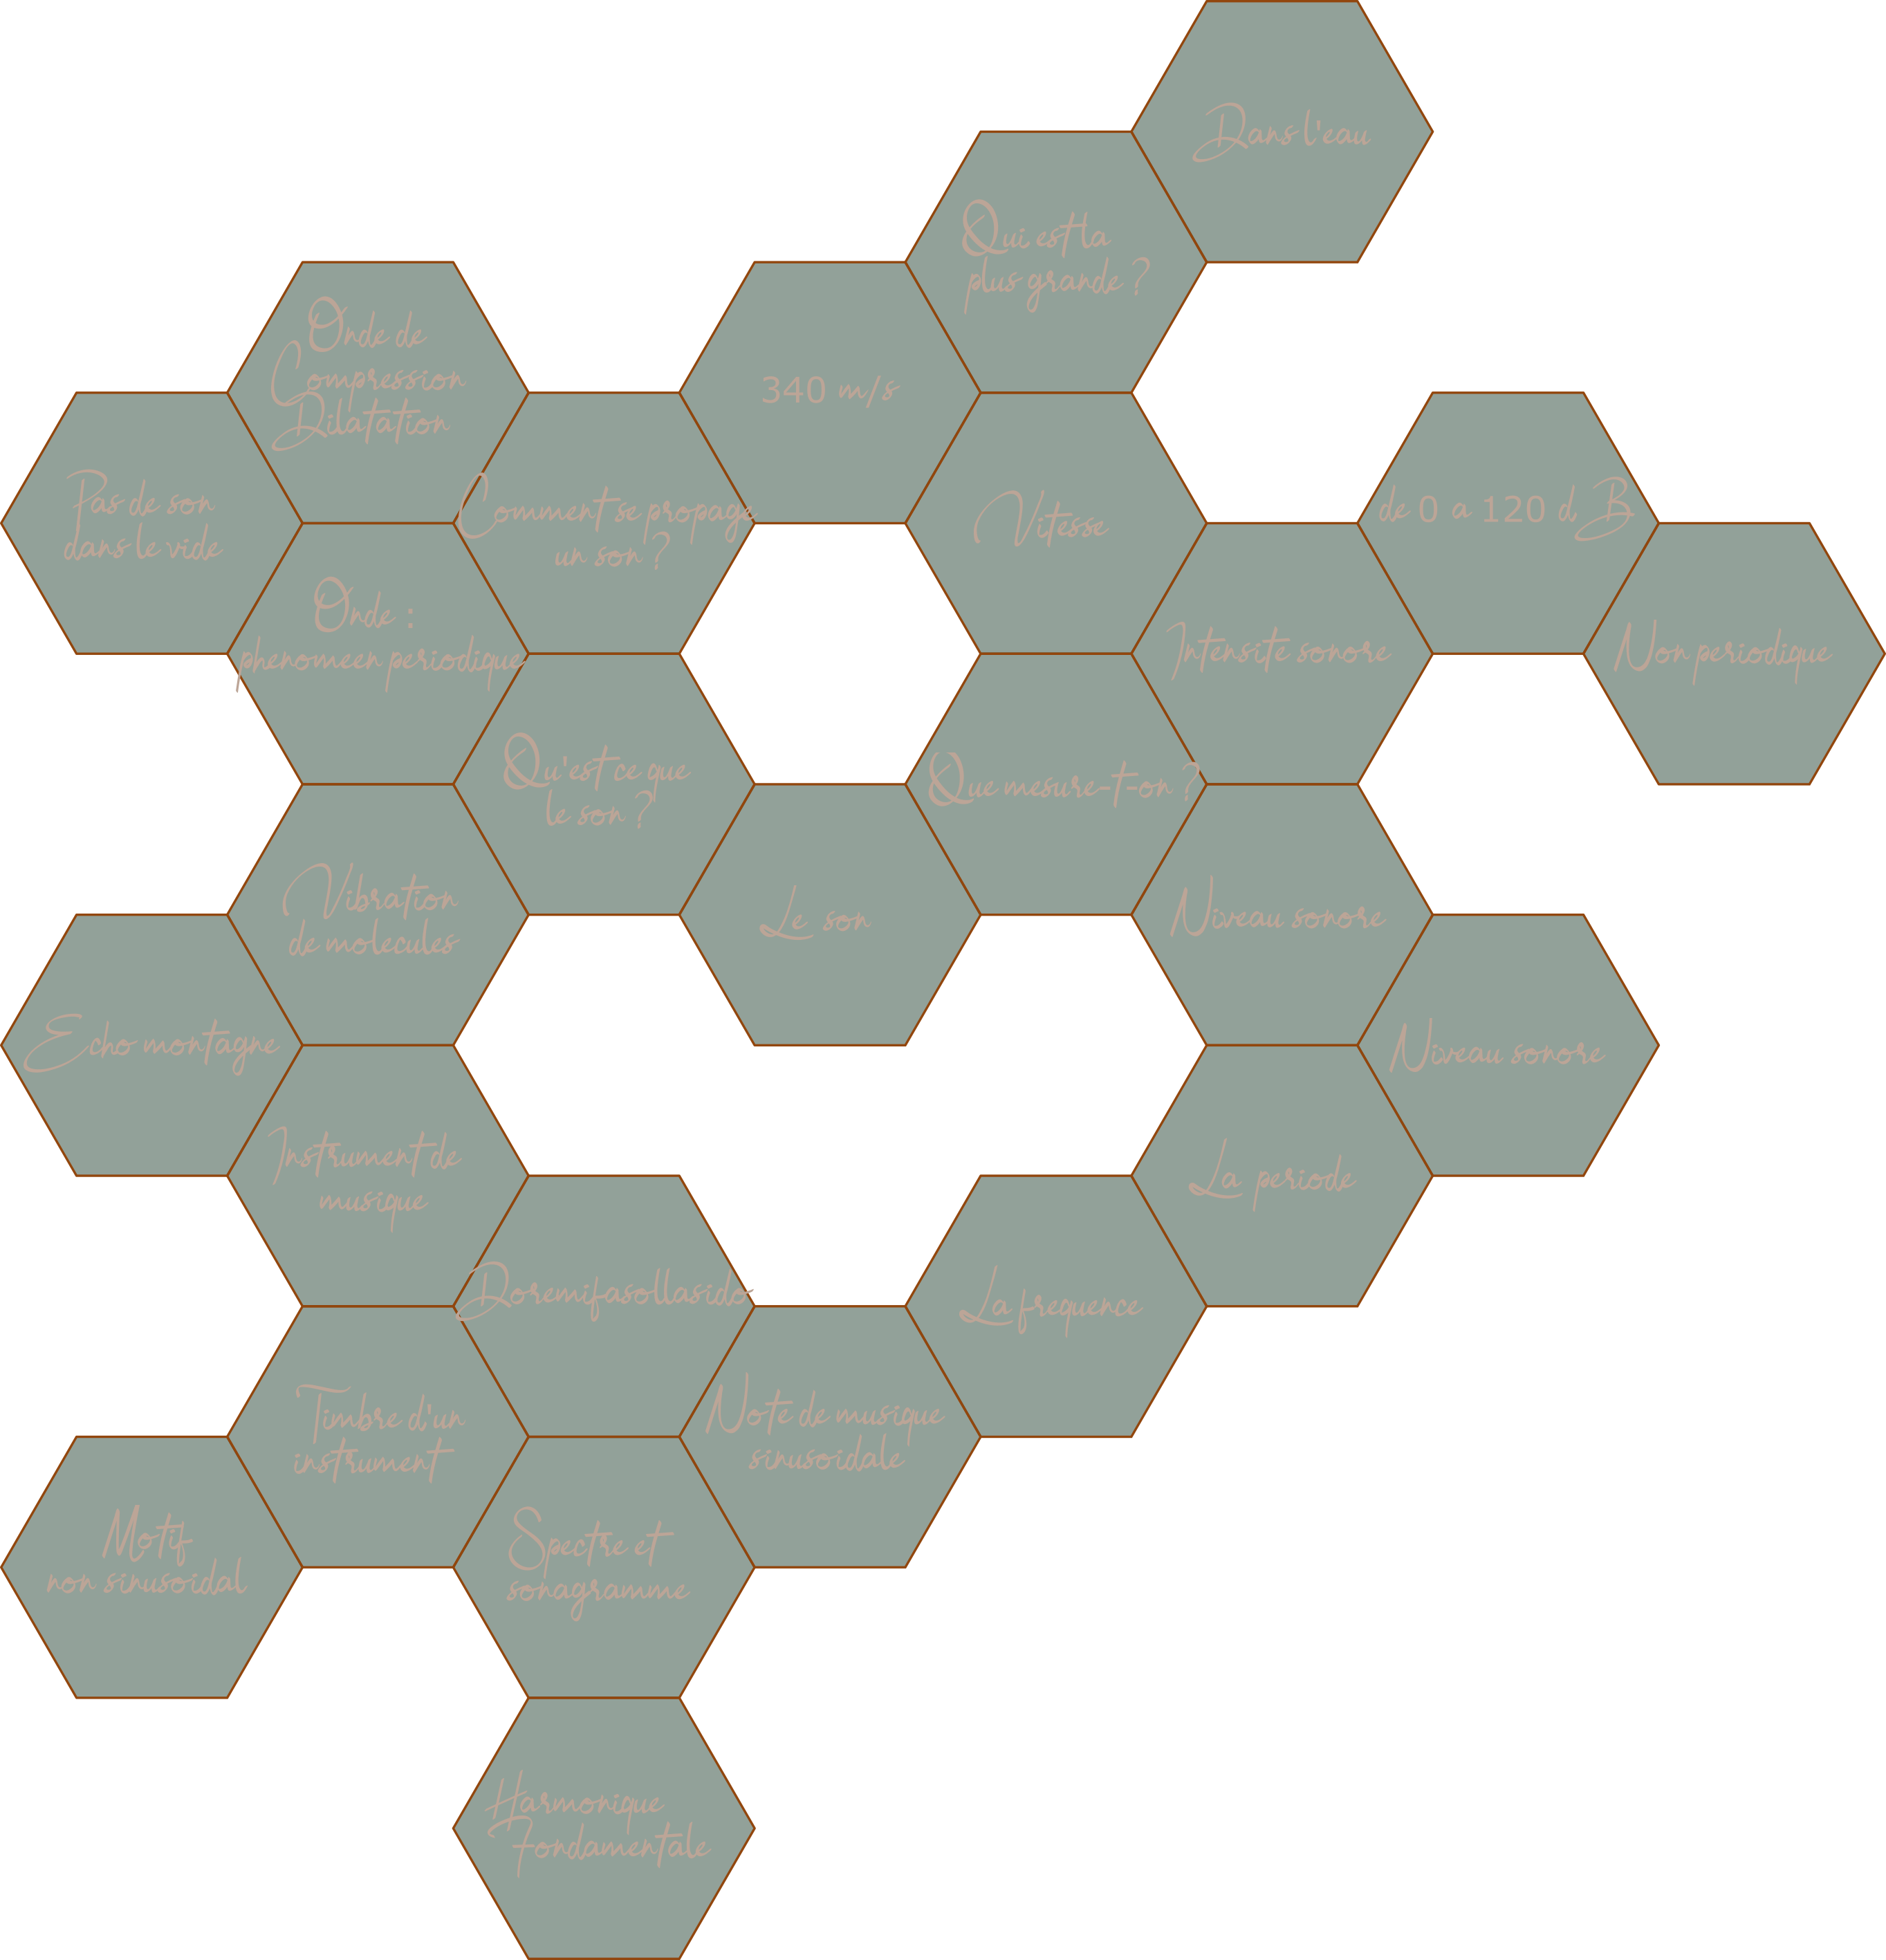 Dans l'eau
Qui est la
plus grande ?
Onde de
Compression
Dilatation
340 m/s
Pas de son
dans le vide
Comment se propage
un son ?
Vitesse
de 0 a 120 d B
Onde :
phenomeen periodique
Intensite sonore
Non periodique
Qu'est ce que
le son ?
Que mesure-t-on ?
Vibration
de molecules
Le son
Niveau sonore
Echo montagne
Niveau sonore
Instrument de
musique
La periode
Doremifasollasido
La frequence
Timbre d'un
instrument
Note de musique
sinusoidale
Motif
non sinusoidal
Spectre et
sonagramme
Harmonique
Fondamentale